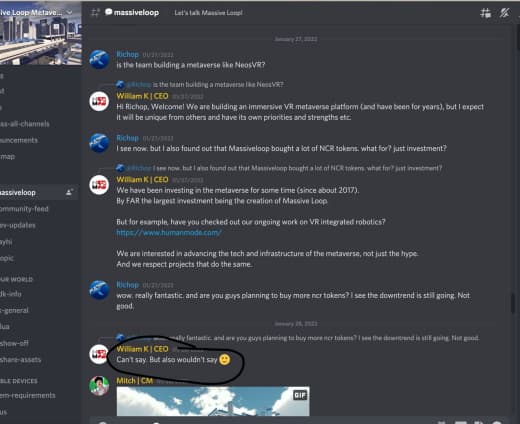 ive Loop Metave...
massiveloop
Let's talk Massive Loop!
January 27, 2022
Richop 01/27/2022
is the team building a metaverse like NeosVR?
@Richop is the team building a metaverse like NeosVR?
William K | CEO 01/27/2022
Hi Richop, Welcome! We are building an immersive VR metaverse platform (and have been for years), but I expect
it will be unique from others and have its own priorities and strengths etc.
Richop 01/27/2022
I see now. but I also found out that Massiveloop bought a lot of NCR tokens. what for? just investment?
@Richop I see now. but I also found out that Massiveloop bought a lot of NCR tokens. what for? just investment?
William K | CEO 01/27/2022
We have been investing in the metaverse for some time (since about 2017).
By FAR the largest investment being the creation of Massive Loop.
But for example, have you checked out our ongoing work on VR integrated robotics?
https://www.humanmode.com/
We are interested in advancing the tech and infrastructure of the metaverse, not just the hype.
And we respect projects that do the same.
Richop 01/27/2022
wow. really fantastic. and are you guys planning to buy more ncr tokens? I see the downtrend is still going. Not
good.
January 28, 2022
really fantastic. and are you guys planning to buy more ncr tokens? I see the downtrend is still going. Not good.
William K | CEO
Can't say. But also wouldn't say 🙂
Mitch | CM
GIF
ss-all-channels
ouncements
map
assiveloop
ommunity-feed
ev-updates
ayhi
opic
OUR WORLD
dk-info
k-general
lua
show-off
share-assets
BLE DEVICES
em-requirements
us